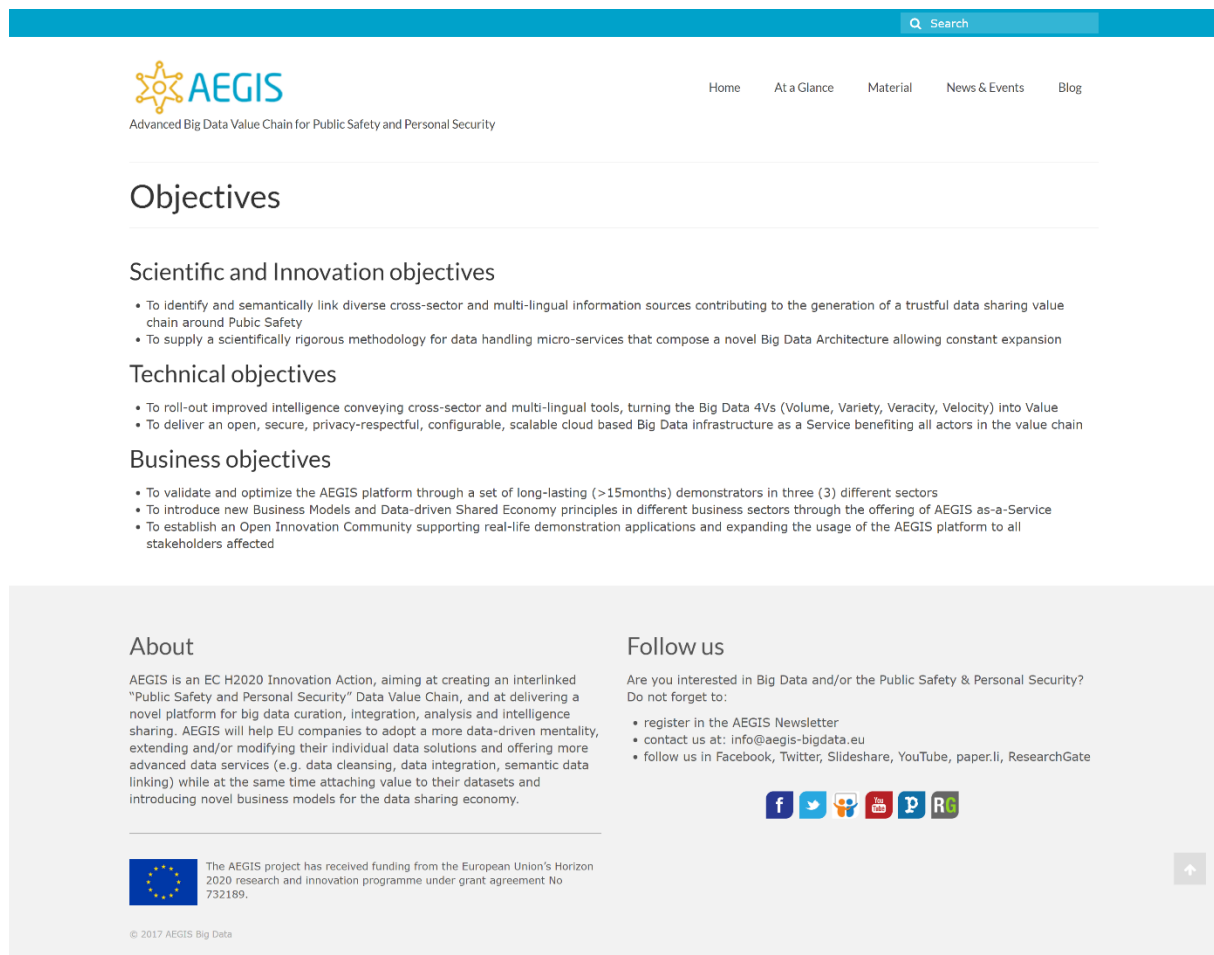 Search
AEGIS
Advanced Big Data Value Chain for Public Safety and Personal Security
Home At a Glance Material News & Events Blog
Objectives
Scientific and Innovation objectives
• To identify and semantically link diverse cross-sector and multi-lingual information sources contributing to the generation of a trustful data sharing value
chain around Pubic Safety
• To supply a scientifically rigorous methodology for data handling micro-services that compose a novel Big Data Architecture allowing constant expansion
Technical objectives
• To roll-out improved intelligence conveying cross-sector and multi-lingual tools, turning the Big Data 4Vs (Volume, Variety, Veracity, Velocity) into Value
• To deliver an open, secure, privacy-respectful, configurable, scalable cloud based Big Data infrastructure as a Service benefiting all actors in the value chain
Business objectives
• To validate and optimize the AEGIS platform through a set of long-lasting (>15months) demonstrators in three (3) different sectors
• To introduce new Business Models and Data-driven Shared Economy principles in different business sectors through the offering of AEGIS as-a-Service
• To establish an Open Innovation Community supporting real-life demonstration applications and expanding the usage of the AEGIS platform to all
stakeholders affected
About
AEGIS is an EC H2020 Innovation Action, aiming at creating an interlinked
“Public Safety and Personal Security” Data Value Chain, and at delivering a
novel platform for big data curation, integration, analysis and intelligence
sharing. AEGIS will help EU companies to adopt a more data-driven mentality,
extending and/or modifying their individual data solutions and offering more
advanced data services (e.g. data cleansing, data integration, semantic data
linking) while at the same time attaching value to their datasets and
introducing novel business models for the data sharing economy.
The AEGIS project has received funding from the European Union’s Horizon
2020 research and innovation programme under grant agreement No
732189.
© 2017 AEGIS Big Data
Follow us
Are you interested in Big Data and/or the Public Safety & Personal Security?
Do not forget to:
• register in the AEGIS Newsletter
• contact us at: info@aegis-bigdata.eu
• follow us in Facebook, Twitter, Slideshare, YouTube, paper.li, ResearchGate
f You Tube p RG